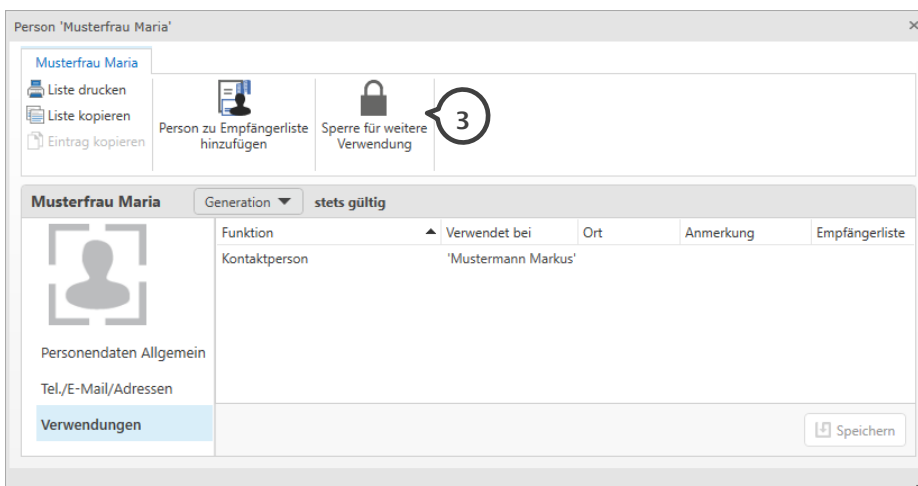 Person 'Musterfrau Maria'
Musterfrau Maria
Liste drucken
Liste kopieren
Eintrag kopieren
Person zu Empfängerliste
hinzufügen
Sperre für weitere
Verwendung
3
Musterfrau Maria Generation stets gültig
Funktion Verwendet bei Ort Anmerkung Empfängerliste
Kontaktperson 'Mustermann Markus'
Personendaten Allgemein
Tel./E-Mail/Adressen
Verwendungen
Speichern